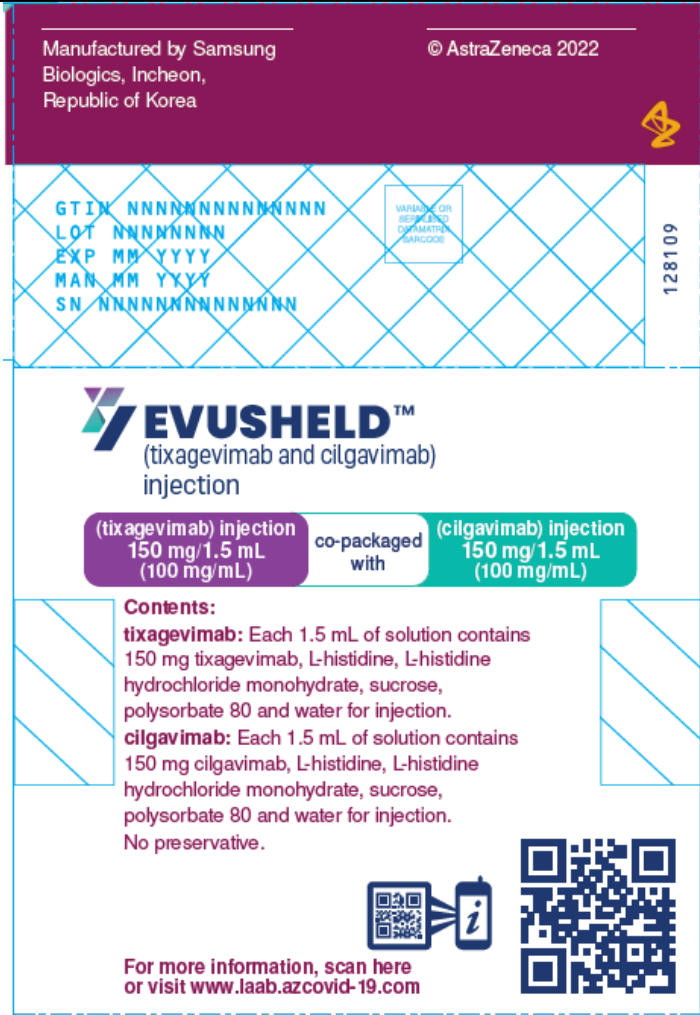 Manufactured by Samsung
Biologics, Incheon,
Republic of Korea
© AstraZeneca 2022
GTIN NNNNNNNNNNNNNN
LOT NNNNNNNN
EXP MM YYYY
MAN MM YYYY
SN NNNNNNNNNNNNNN
VARIABLE OR
SERIALISED
DATAMATRIX
BARCODE
128109
EVUSHELD™
(tixagevimab and cilgavimab)
injection
(tixagevimab) injection
150 mg/1.5 mL
(100 mg/mL)
co-packaged
with
(cilgavimab) injection
150 mg/1.5 mL
(100 mg/mL)
Contents:
tixagevimab: Each 1.5 mL of solution contains
150 mg tixagevimab, L-histidine, L-histidine
hydrochloride monohydrate, sucrose,
polysorbate 80 and water for injection.
cilgavimab: Each 1.5 mL of solution contains
150 mg cilgavimab, L-histidine, L-histidine
hydrochloride monohydrate, sucrose,
polysorbate 80 and water for injection.
No preservative.
i
For more information, scan here
or visit www.laab.azcovid-19.com